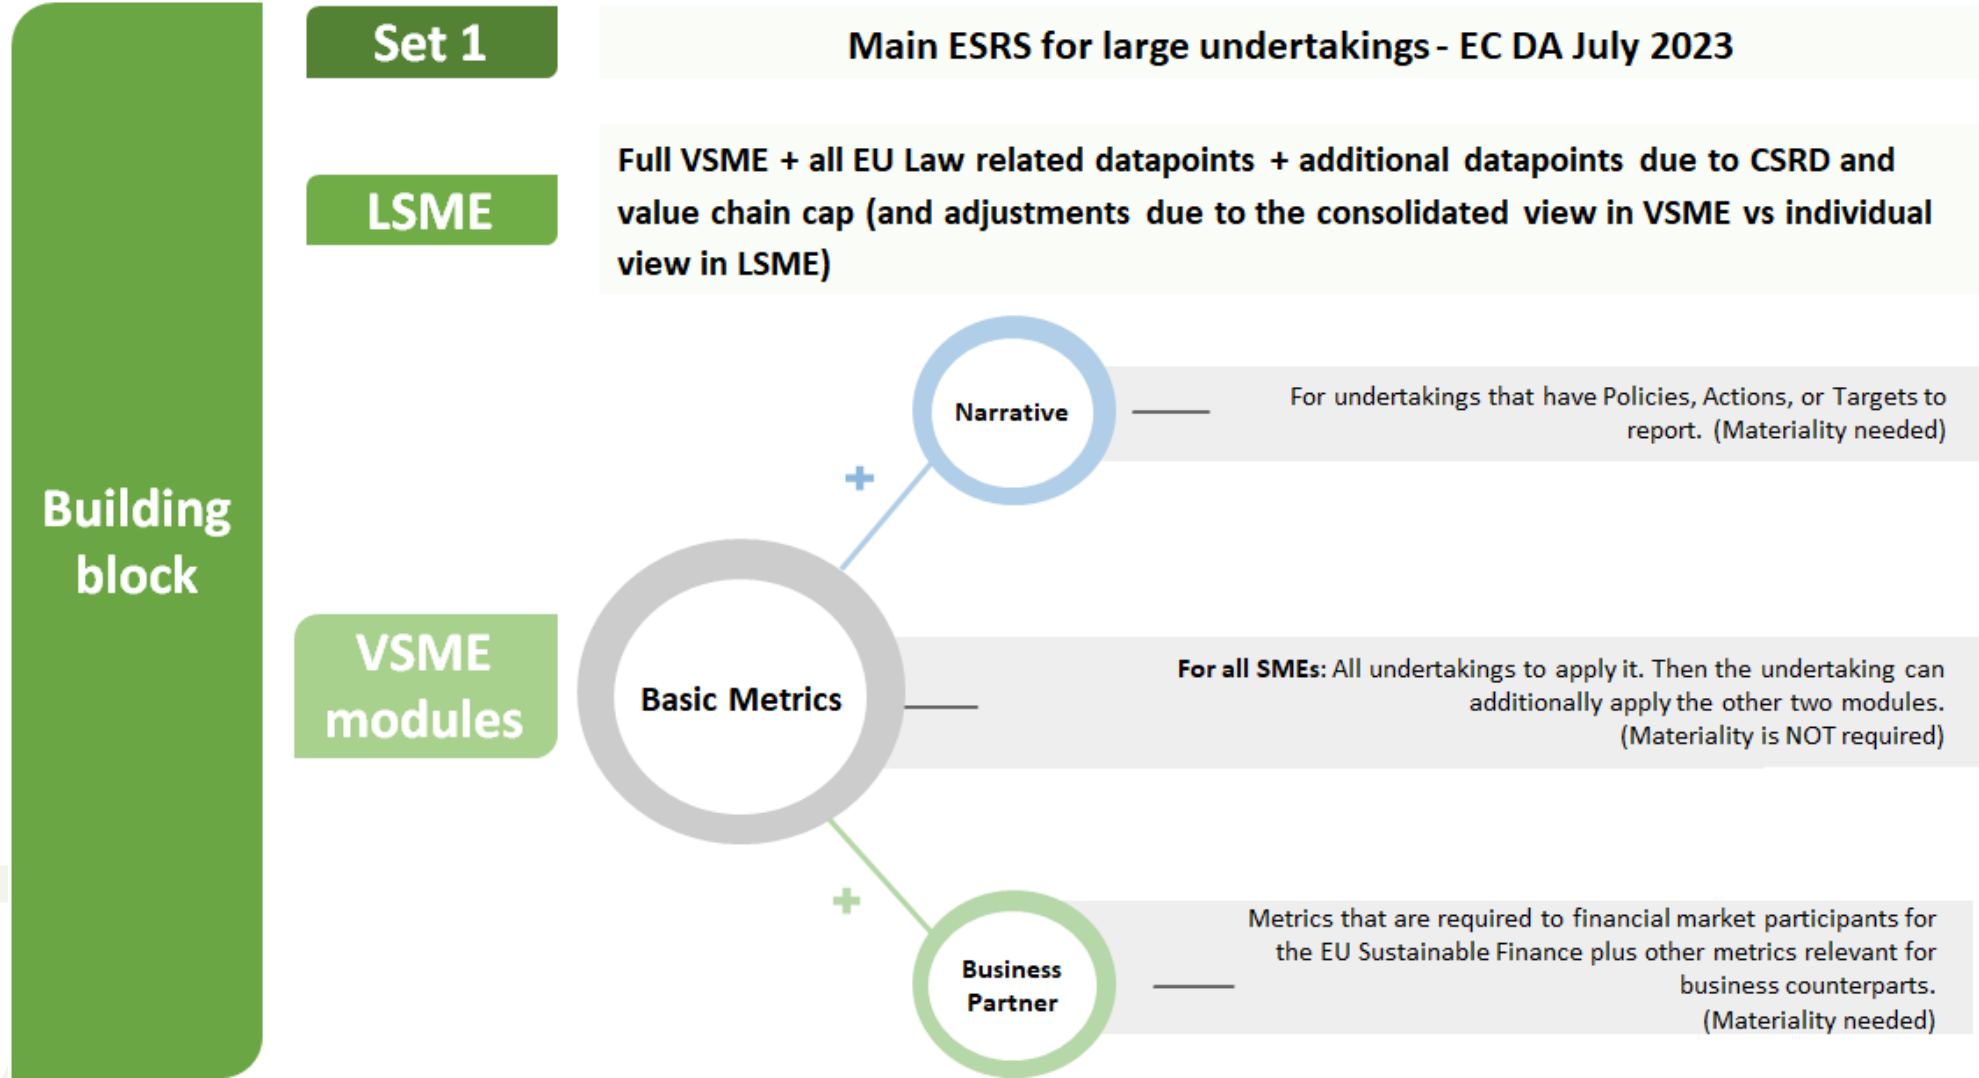 Building
block
Set 1
Main ESRS for large undertakings - EC DA July 2023
LSME
Full VSME + all EU Law related datapoints + additional datapoints due to CSRD and
value chain cap (and adjustments due to the consolidated view in VSME vs individual
view in LSME)
VSME
modules
Narrative
For undertakings that have Policies, Actions, or Targets to
report. (Materiality needed)
+
Basic Metrics
For all SMEs: All undertakings to apply it. Then the undertaking can
additionally apply the other two modules.
(Materiality is NOT required)
+
Business
Partner
Metrics that are required to financial market participants for
the EU Sustainable Finance plus other metrics relevant for
business counterparts.
(Materiality needed)